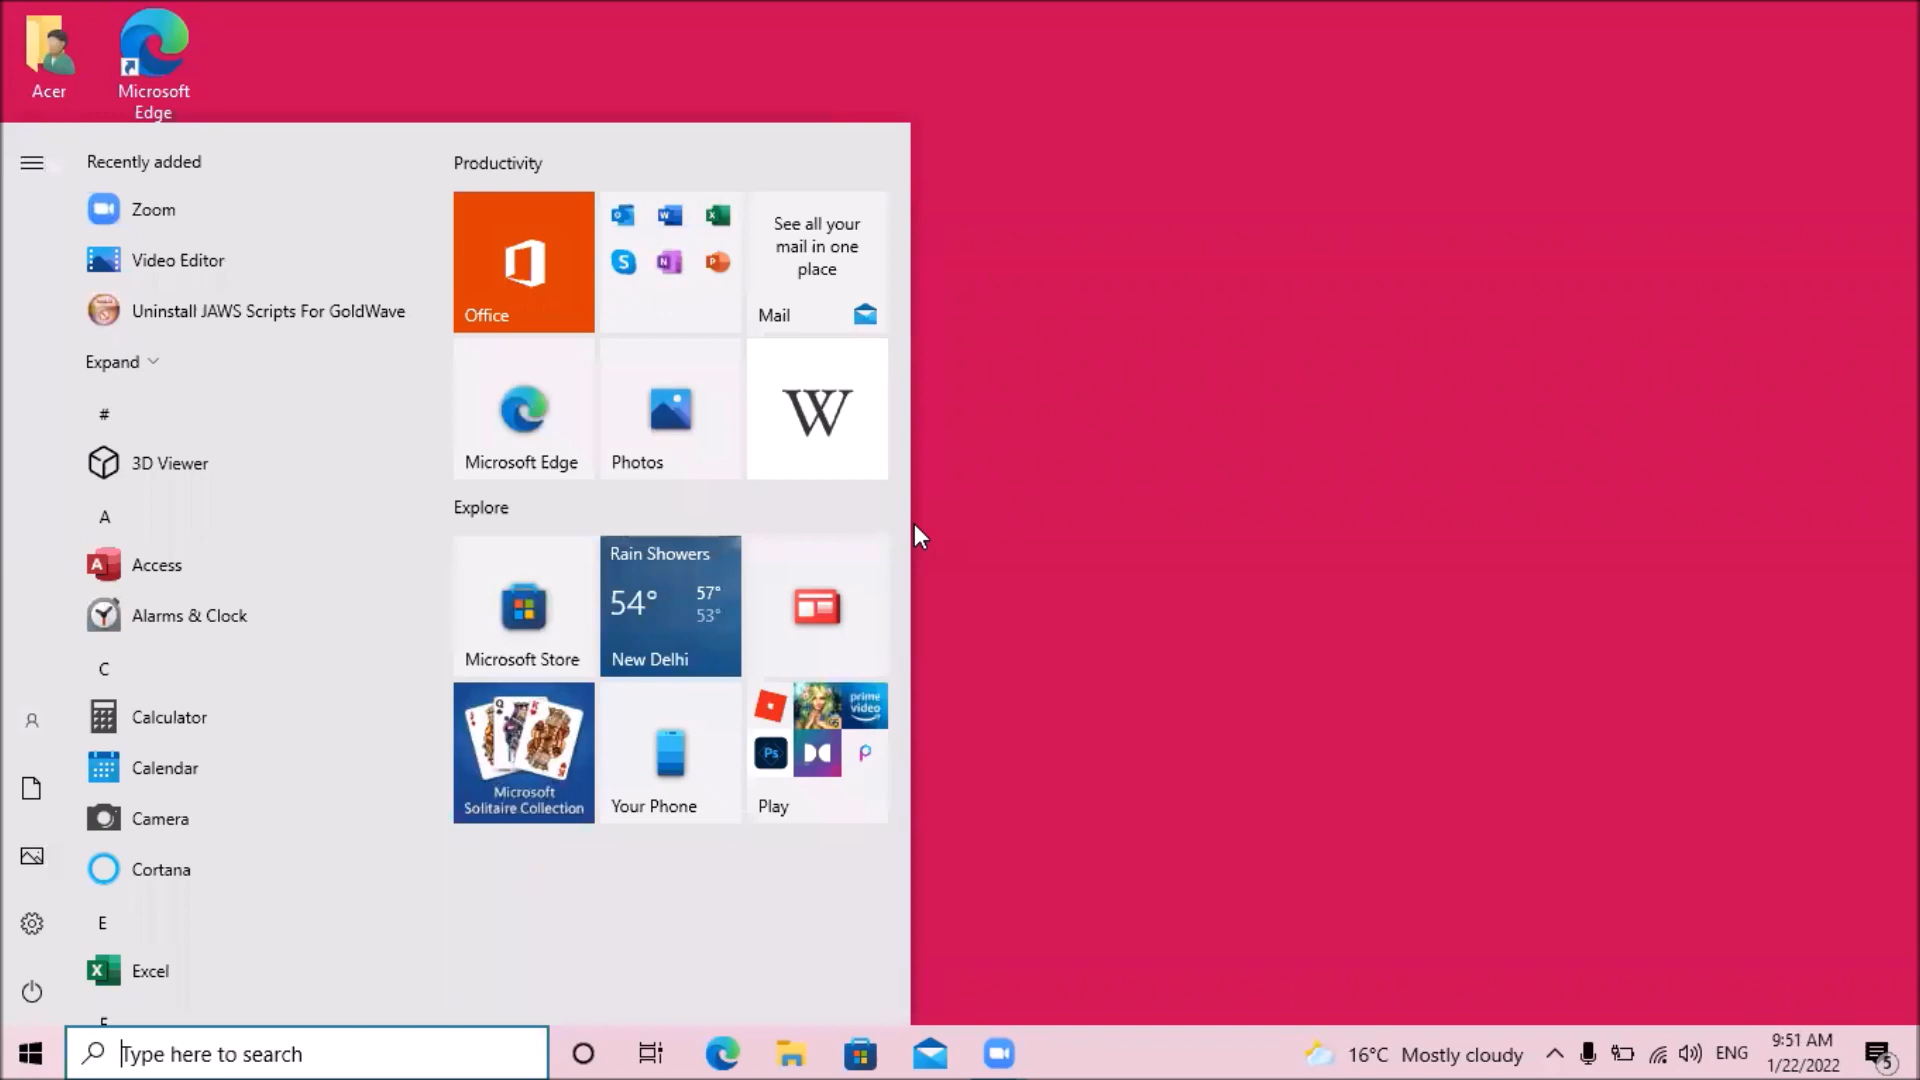 Acer
Microsoft
Edge
Recently added
Zoom
Video Editor
Uninstall JAWS Scripts For GoldWave
Expand
#
3D Viewer
A
Access
Alarms & Clock
C
Calculator
Calendar
Camera
Cortana
E
Excel
Productivity
Office
See all your
mail in one
place
Mail
Microsoft Edge
Photos
W
Explore
Microsoft Store
Rain Showers
54° 57°
53°
New Delhi
Microsoft
Solitaire Collection
Your Phone
prime
video
Ps
Play
Type here to search
16°C Mostly cloudy
ENG
9:51 AM
1/22/2022
5